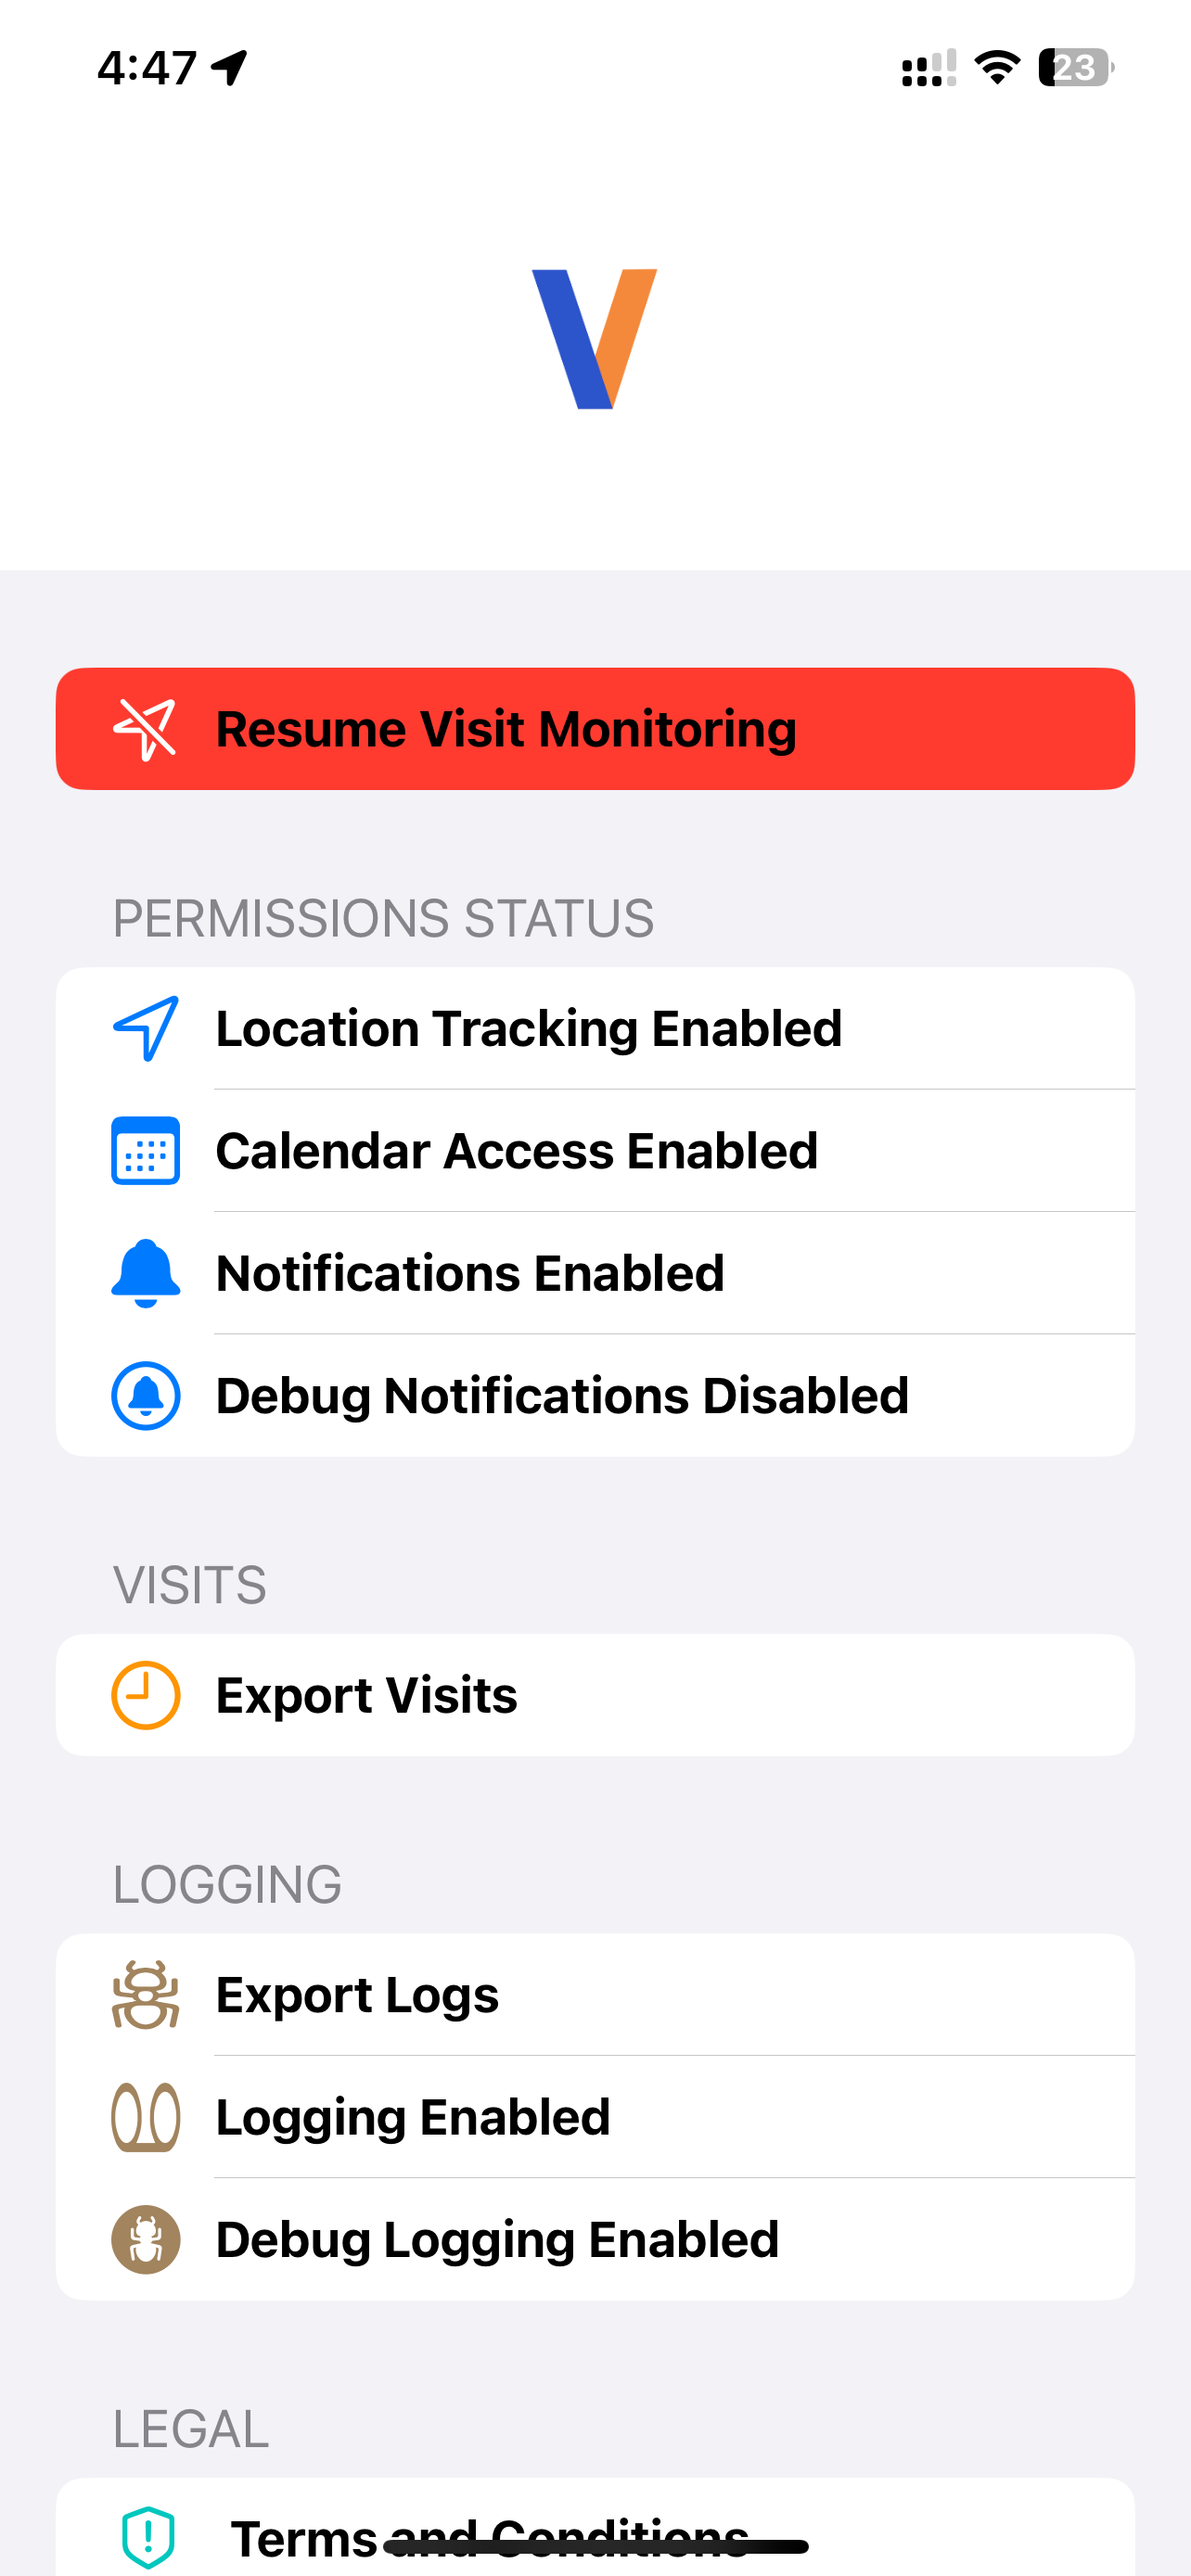 4:47
23
V
Resume Visit Monitoring
PERMISSIONS STATUS
Location Tracking Enabled
Calendar Access Enabled
Notifications Enabled
Debug Notifications Disabled
VISITS
Export Visits
LOGGING
Export Logs
Logging Enabled
Debug Logging Enabled
LEGAL
Terms and Conditions